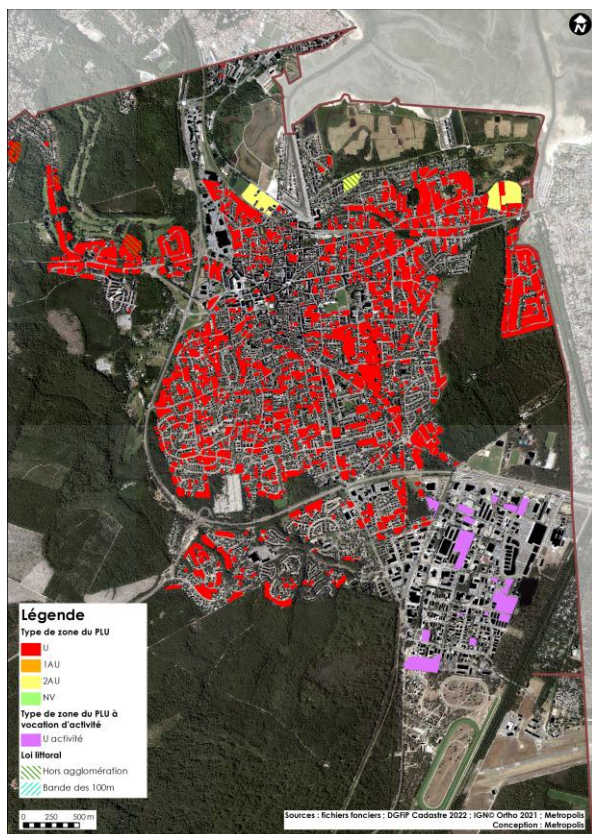 N
Légende
Type de zone du PLU
U
1AU
2AU
NV
Type de zone du PLU à
vocation d'activité
U activité
Loi littoral
Hors agglomération
Bande des 100m
0 250 500 m
Sources : fichiers fonciers ; DGFiP Cadastre 2022 ; IGN© Ortho 2021 ; Metropolis
Conception : Metropolis